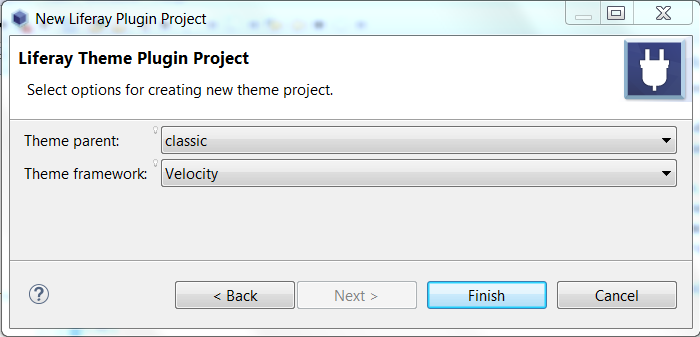 New Liferay Plugin Project
Liferay Theme Plugin Project
Select options for creating new theme project.
Theme parent: classic
Theme framework: Velocity
? < Back Next > Finish Cancel